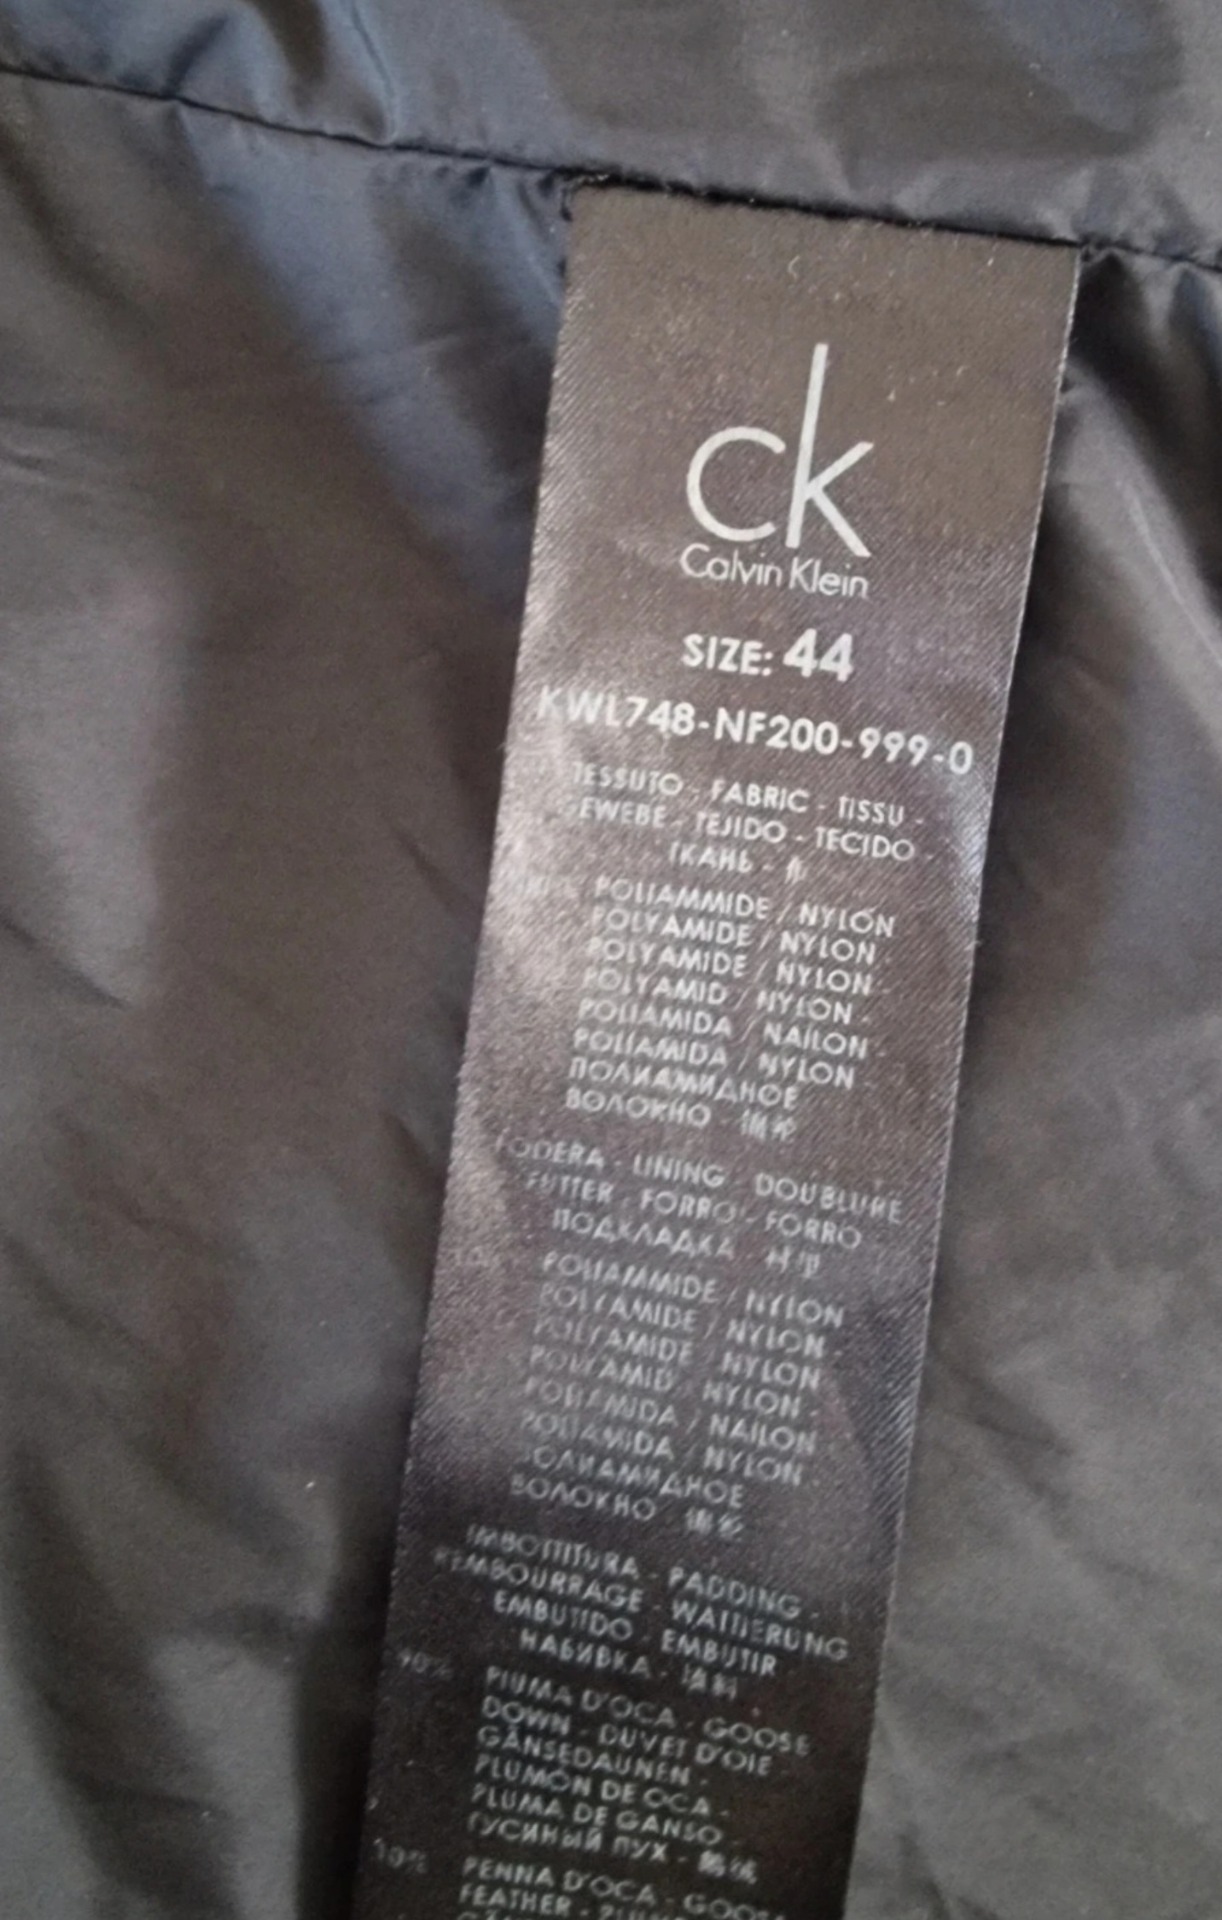 ck
Calvin Klein
SIZE: 44
KWL748-NF200-999-0
TESSUTO - FABRIC - TISSU -
GEWEBE - TEJIDO - TECIDO -
ТКАНЬ - 布
POLIAMMIDE / NYLON
POLYAMIDE / NYLON
POLYAMIDE / NYLON -
POLYAMID / NYLON -
POLIAMIDA / NAILON -
POLIAMIDA / NYLON -
ПОЛИАМИДНОЕ
ВОЛОКНО -
FODERA - LINING DOUBLURE
FUTTER FORRO - FORRO
ПОДКЛАДКА
POLIAMMIDE / NYLON
POLYAMIDE / NYLON -
POLYAMIDE / NYLON
POLYAMID / NYLON -
POLIAMIDA / NAILON
POLIAMIDA / NYLON -
ПОЛИАМИДНОЕ
ВОЛОКНО
IMBOTTITURA - PADDING -
REMBOURRAGE - WATTIERUNG
EMBUTIDO - EMBUTIR
НАБИВКА - 填料
90% PIUMA D'OCA - GOOSE
DOWN - DUVET D'OIE
GÄNSEDAUNEN -
PLUMÓN DE OCA -
PLUMA DE GANSO -
ГУСИНЫЙ ПУХ -
10% PENNA D'OCA - GOOSE
FEATHER -